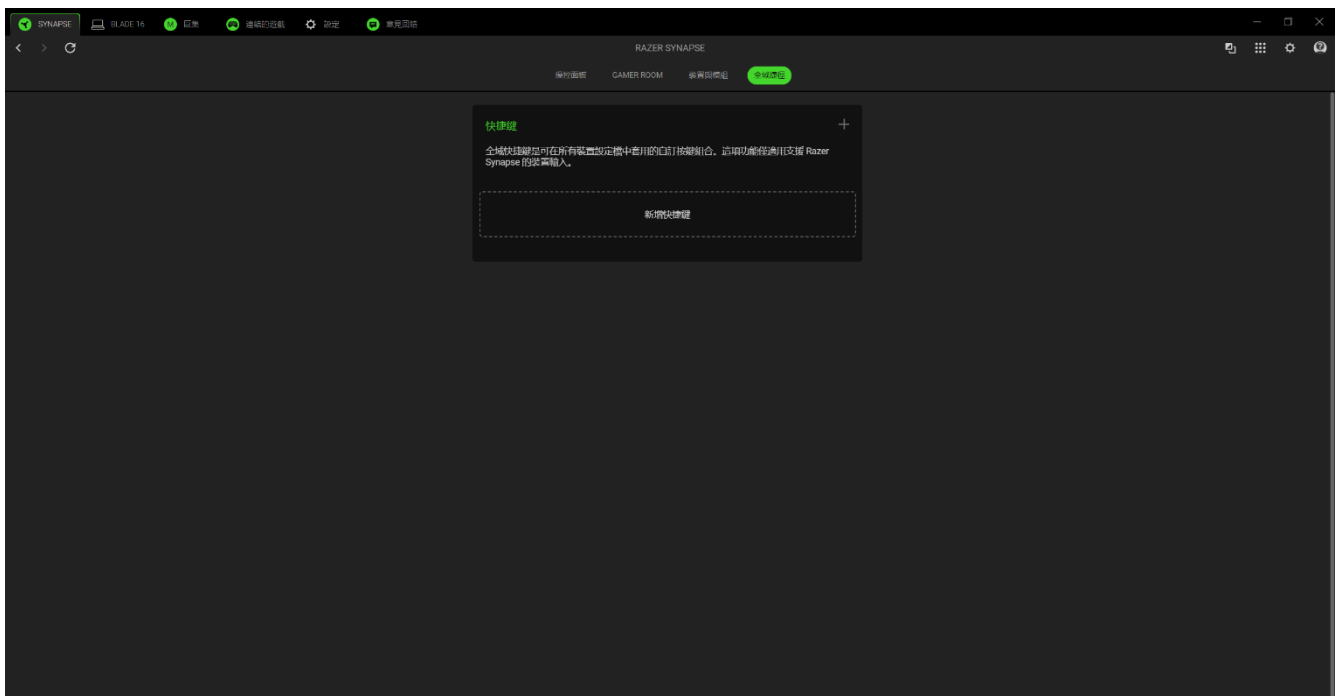 SYNAPSE
BLADE 16
巨集
連線的遊戲
設定
意見回饋
RAZER SYNAPSE
操控面板
GAMER ROOM
裝置與模組
全域捷徑
快捷鍵
全域快捷鍵是可在所有裝置設定檔中套用的自訂按鍵組合。這項功能僅適用支援 Razer
Synapse 的裝置輸入。
新增快捷鍵